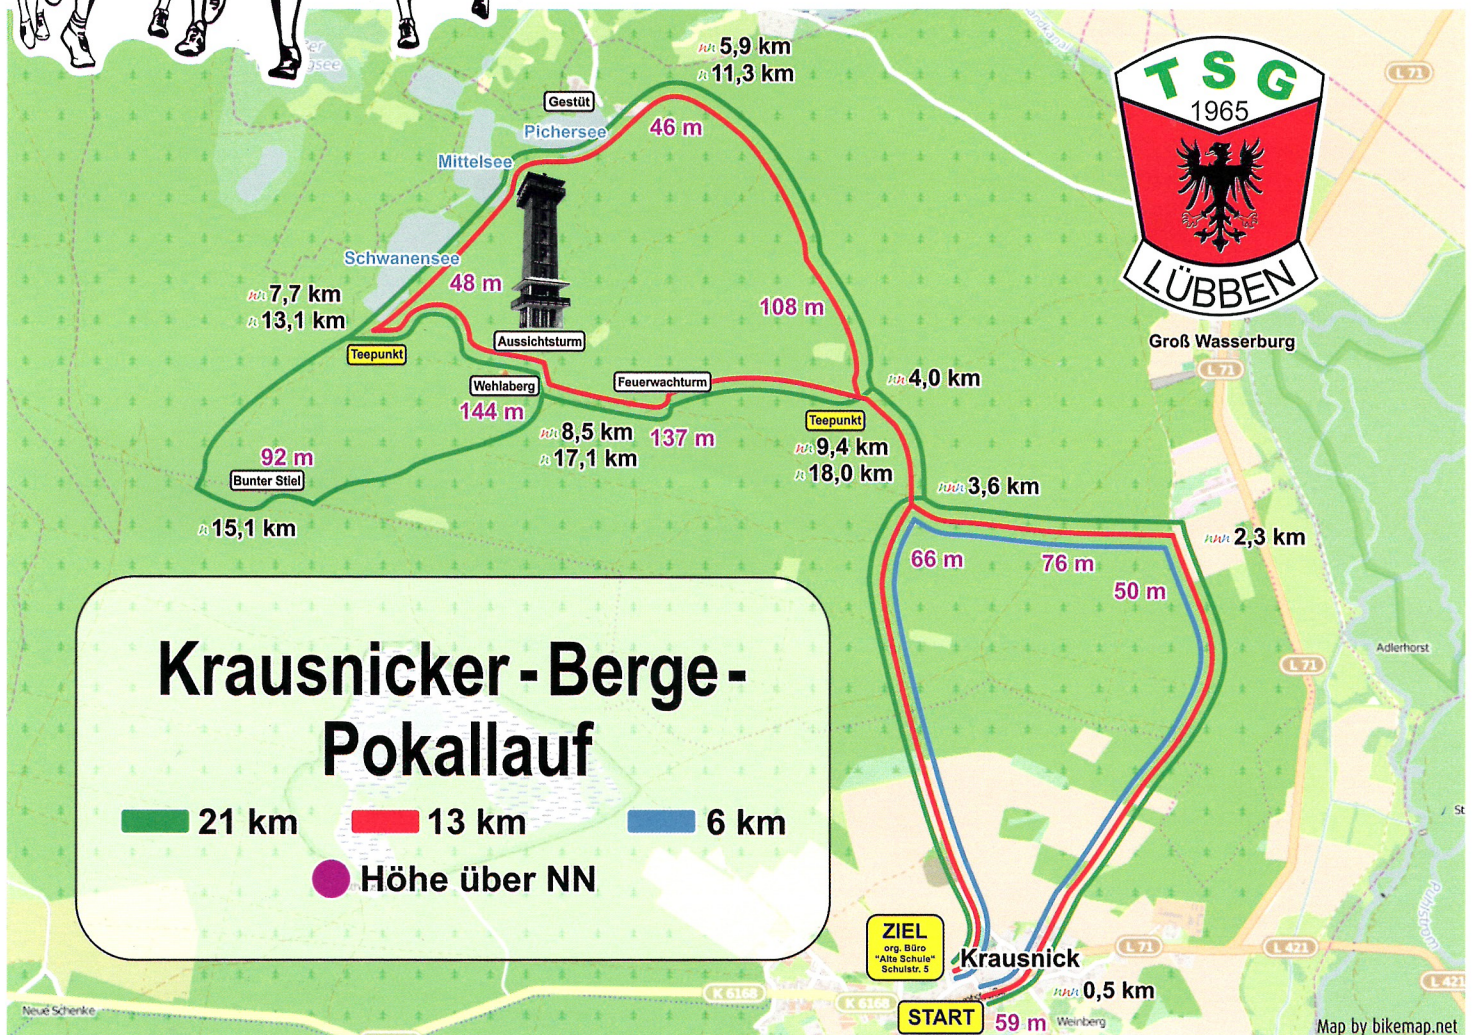 5,9 km
11,3 km
L 71
TSG
1965
LÜBBEN
Groß Wasserburg
L 71
Gestüt
Pichersee
46 m
Mittelsee
Schwanensee
48 m
7,7 km
13,1 km
Teepunkt
Aussichtsturm
108 m
Wehlaberg
144 m
Feuerwachturm
4,0 km
Teepunkt
8,5 km
17,1 km
137 m
9,4 km
18,0 km
92 m
Bunter Stiel
15,1 km
3,6 km
2,3 km
66 m
76 m
50 m
Adlerhorst
L 71
Krausnicker-Berge-
Pokallauf
21 km
13 km
6 km
Höhe über NN
St
ZIEL
org. Büro
"Alte Schule"
Schulstr. 5
Krausnick
L 71
L 421
L 421
0,5 km
K 6168
K 6168
START
59 m
Weinberg
Neue Schenke
Map by bikemap.net